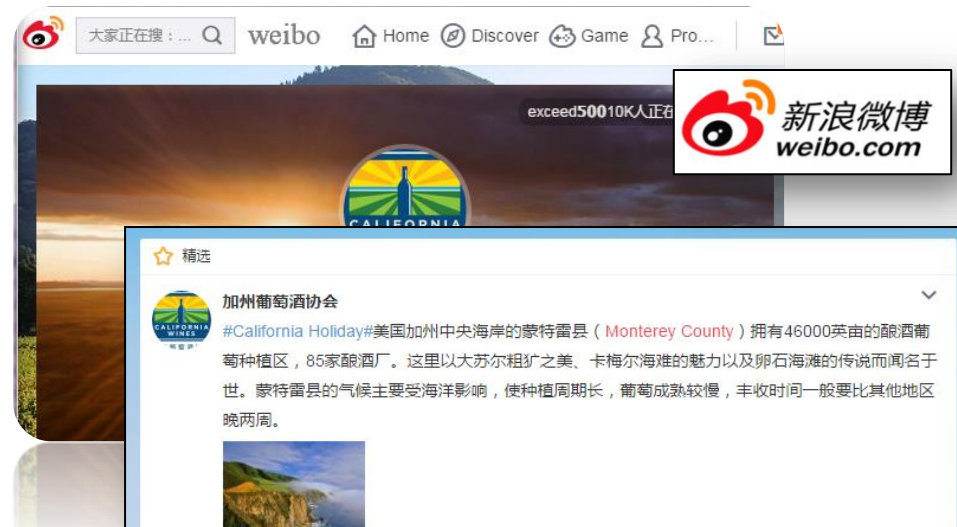 大家正在搜：...
weibo
Home
Discover
Game
Pro...
exceed50010K人正在
新浪微博
weibo.com
CALIFORNIA
精选
加州葡萄酒协会
CALIFORNIA
WINES
#California Holiday#美国加州中央海岸的蒙特雷县（Monterey County）拥有46000英亩的酿酒葡
萄种植区，85家酿酒厂。这里以大苏尔粗犷之美、卡梅尔海难的魅力以及卵石海滩的传说而闻名于
世。蒙特雷县的气候主要受海洋影响，使种植周期长，葡萄成熟较慢，丰收时间一般要比其他地区
晚两周。